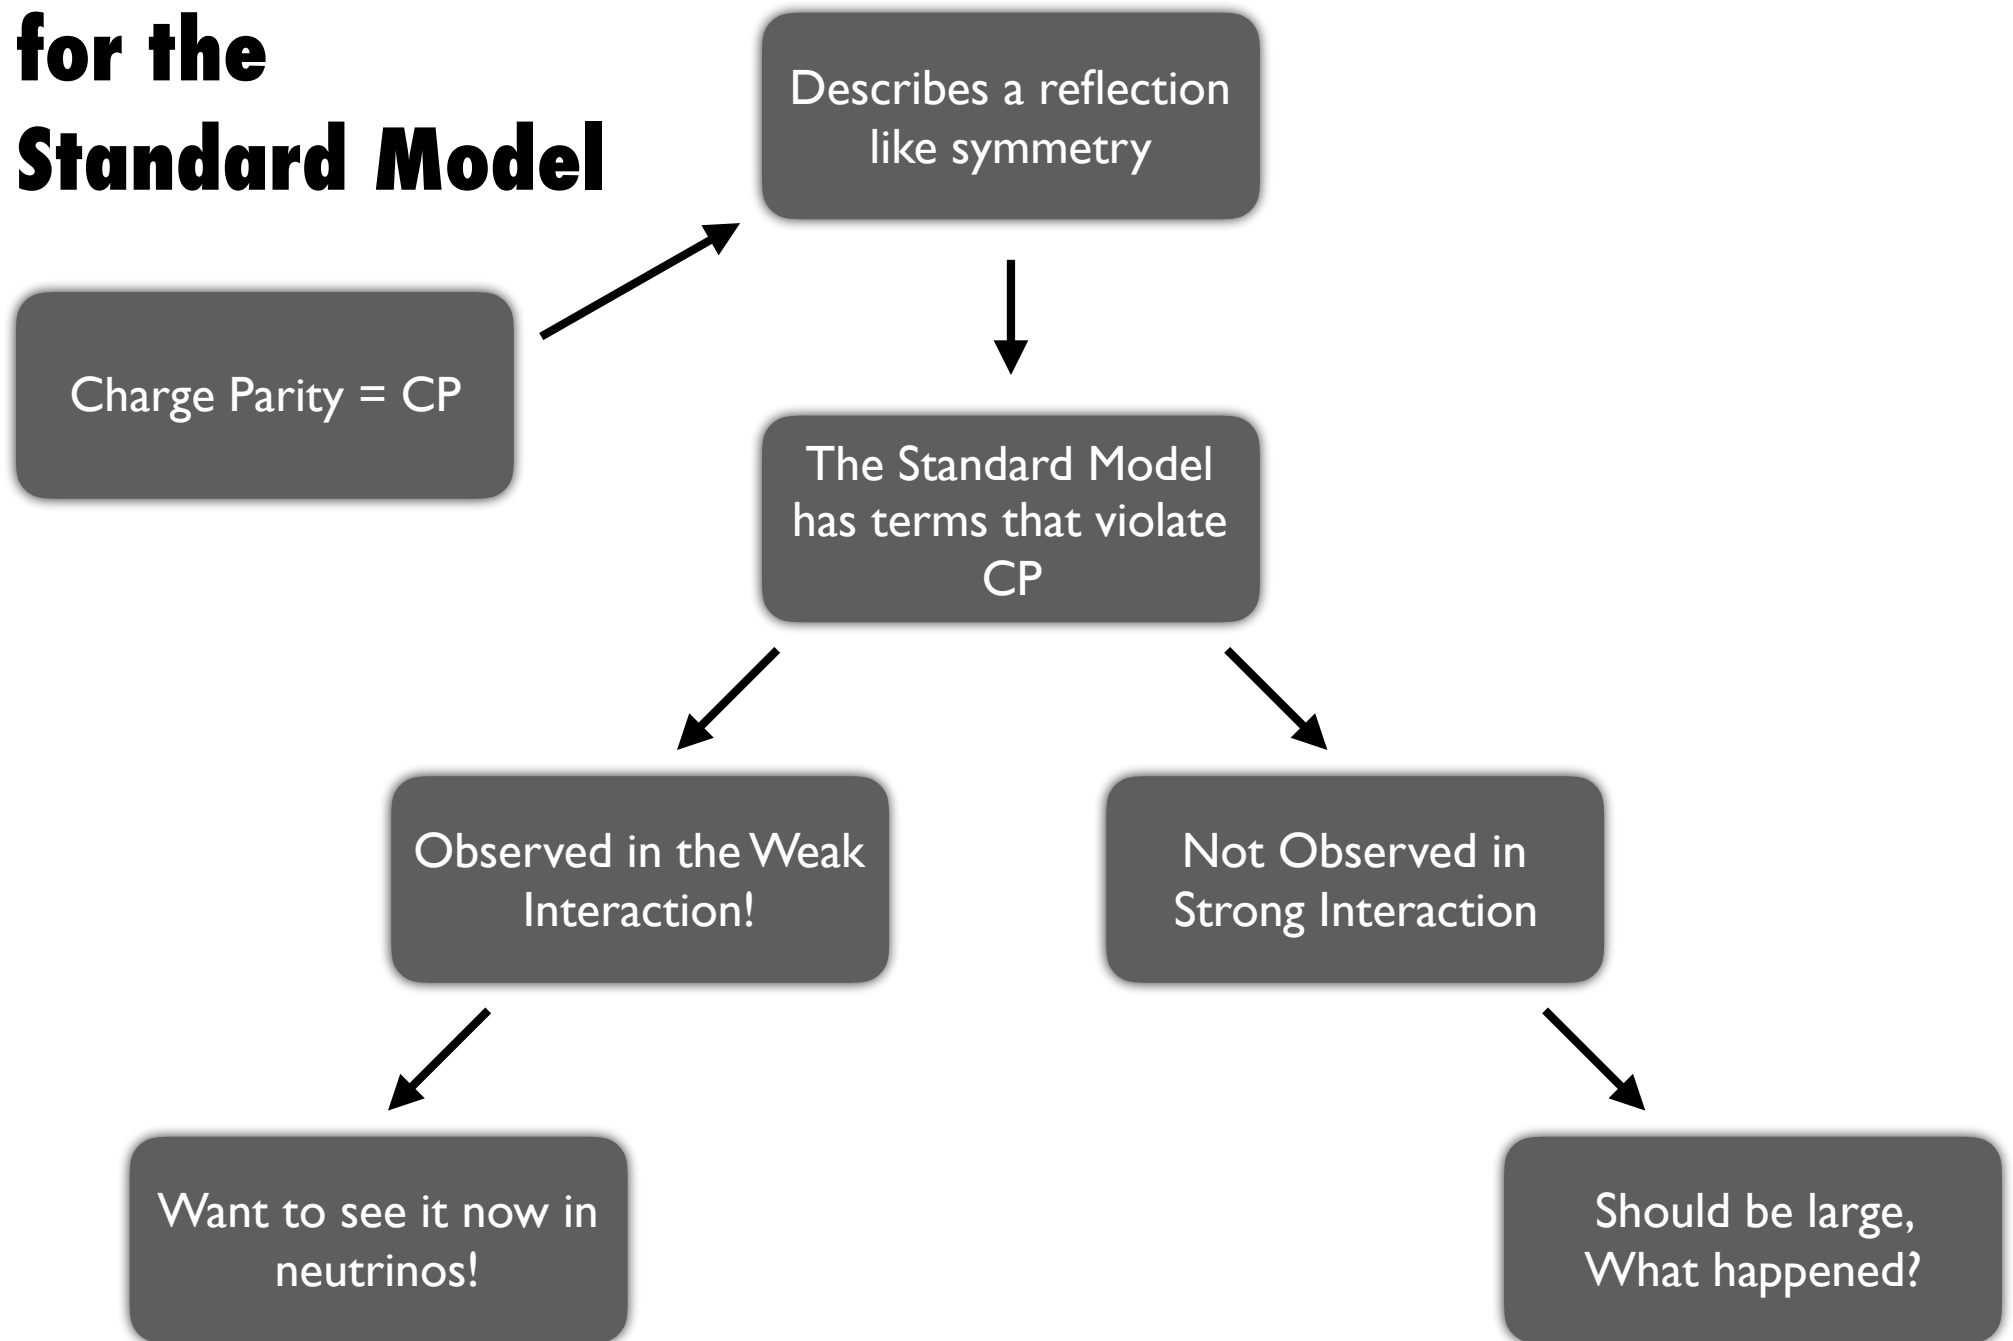 for the
Standard Model
Describes a reflection
like symmetry
Charge Parity = CP
The Standard Model
has terms that violate
CP
Observed in the Weak
Interaction!
Not Observed in
Strong Interaction
Want to see it now in
neutrinos!
Should be large,
What happened?